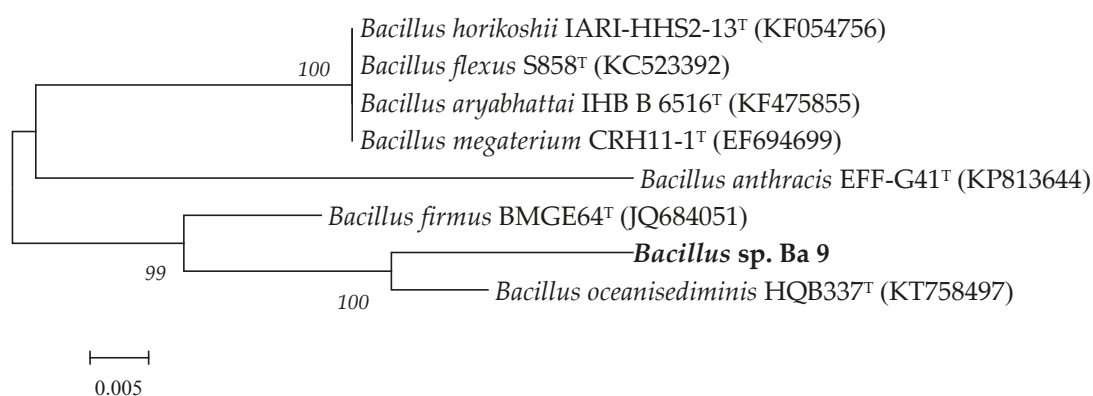 Bacillus horikoshii IARI-HHS2-13ᵀ (KF054756)
100
Bacillus flexus S858ᵀ (KC523392)
Bacillus aryabhattai IHB B 6516ᵀ (KF475855)
Bacillus megaterium CRH11-1ᵀ (EF694699)
Bacillus anthracis EFF-G41ᵀ (KP813644)
Bacillus firmus BMGE64ᵀ (JQ684051)
Bacillus sp. Ba 9
99
Bacillus oceanisediminis HQB337ᵀ (KT758497)
100
0.005